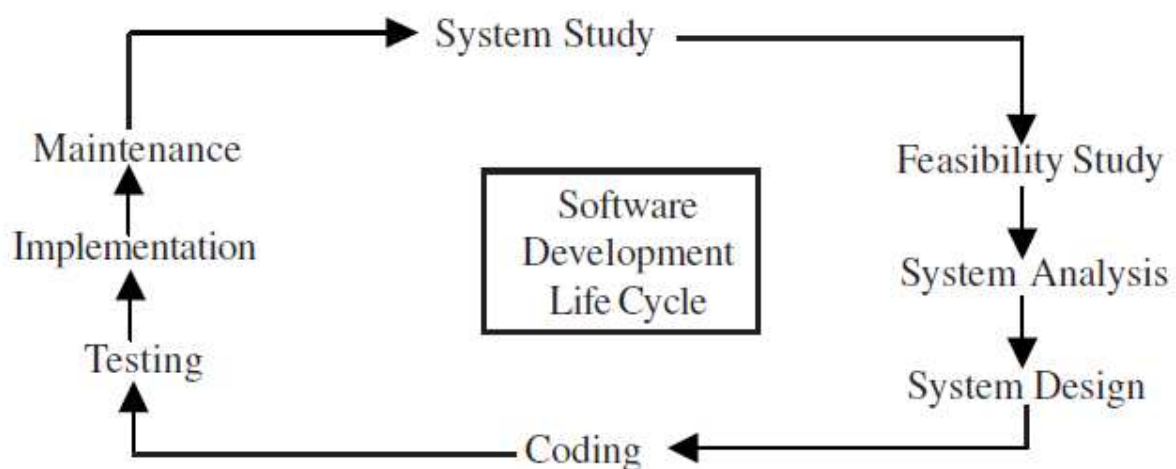 System Study
Feasibility Study
System Analysis
System Design
Coding
Testing
Implementation
Maintenance
Software
Development
Life Cycle